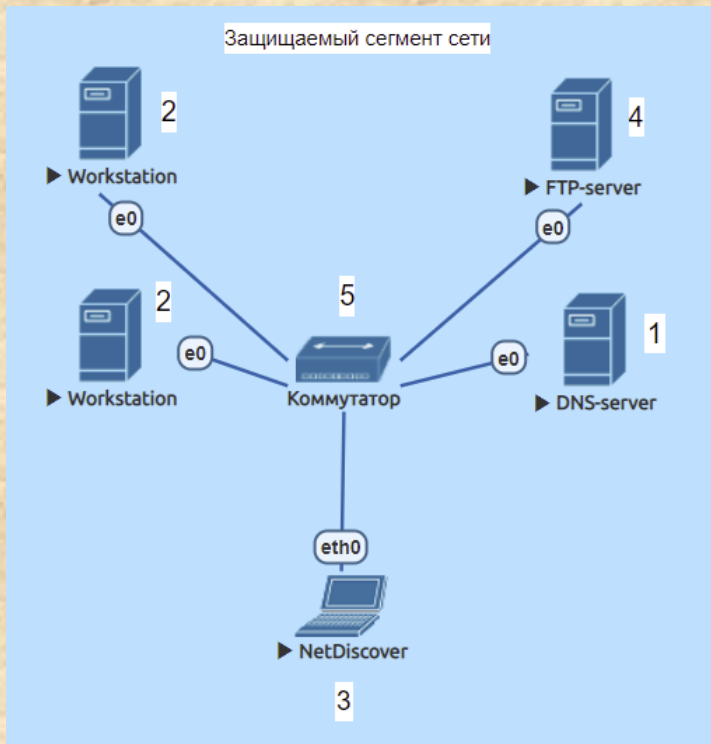 Защищаемый сегмент сети
2
4
▶ Workstation
▶ FTP-server
e0
e0
2
5
1
e0
e0
Коммутатор
▶ Workstation
▶ DNS-server
eth0
▶ NetDiscover
3